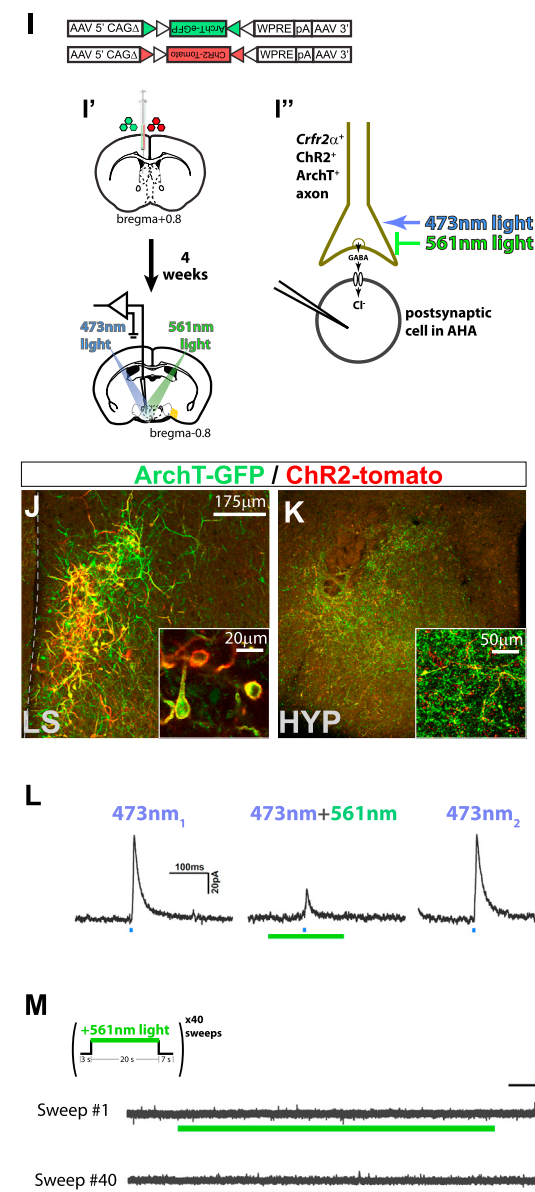 I
AAV 5' CAGΔ ArchT-eGFP WPRE pA AAV 3'
AAV 5' CAGΔ ChR2-Tomato WPRE pA AAV 3'
I'
bregma+0.8
4
weeks
473nm
light
561nm
light
bregma-0.8
I''
Crfr2α⁺
ChR2⁺
ArchT⁺
axon
473nm light
561nm light
GABA
Cl⁻
postsynaptic
cell in AHA
ArchT-GFP / ChR2-tomato
J
175μm
20μm
LS
K
50μm
HYP
L
473nm₁
473nm+561nm
473nm₂
100ms
20pA
M
+561nm light
x40
sweeps
3 s 20 s 7 s
Sweep #1
Sweep #40